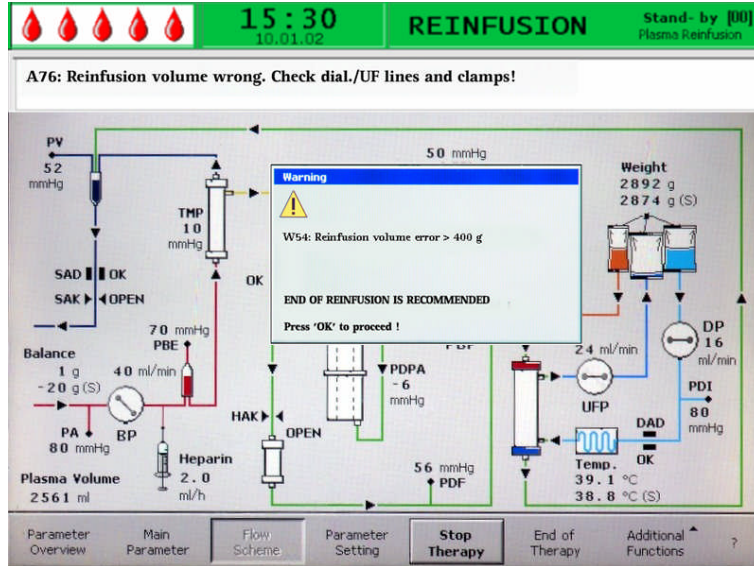 15:30
10.01.02
REINFUSION
Stand- by [00]
Plasma Reinfusion
A76: Reinfusion volume wrong. Check dial./UF lines and clamps!
PV
52
mmHg
50 mmHg
Weight
2892 g
2874 g (S)
Warning
W54: Reinfusion volume error > 400 g
END OF REINFUSION IS RECOMMENDED
Press 'OK' to proceed !
TMP
10
mmHg
OK
SAD OK
SAK OPEN
70 mmHg
PBE
Balance
1 g
-20 g (S)
40 ml/min
PDPA
-6
mmHg
24 ml/min
UFP
DP
16
ml/min
PDI
80
mmHg
PA
80 mmHg
BP
HAK
OPEN
DAD
OK
Heparin
2.0
ml/h
56 mmHg
PDF
Temp.
39.1 °C
38.8 °C (S)
Plasma Volume
2561 ml
Parameter
Overview
Main
Parameter
Flow
Scheme
Parameter
Setting
Stop
Therapy
End of
Therapy
Additional
Functions
?